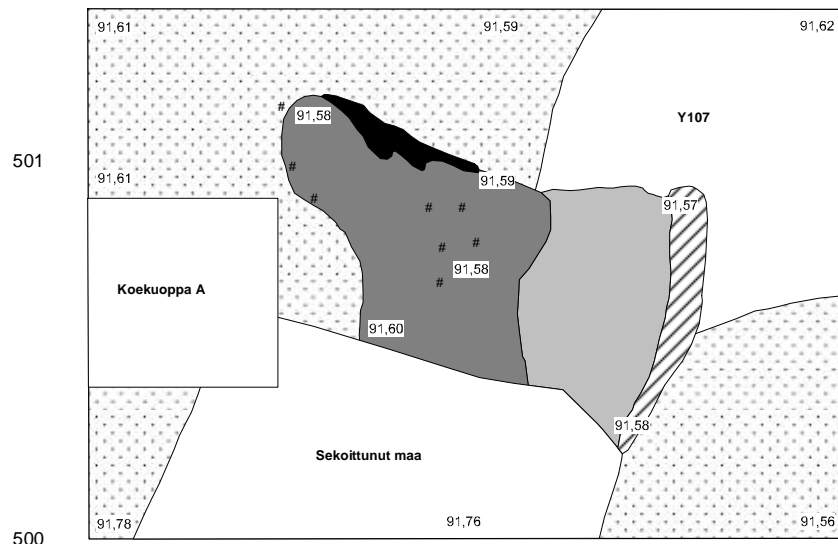 91,61 91,59 91,62
# 91,58 Y107
501 #
91,61 # 91,59 91,57
# #
# #
Koekuoppa A 91,58
#
91,60
91,58
Sekoittunut maa
91,78 91,76 91,56
500